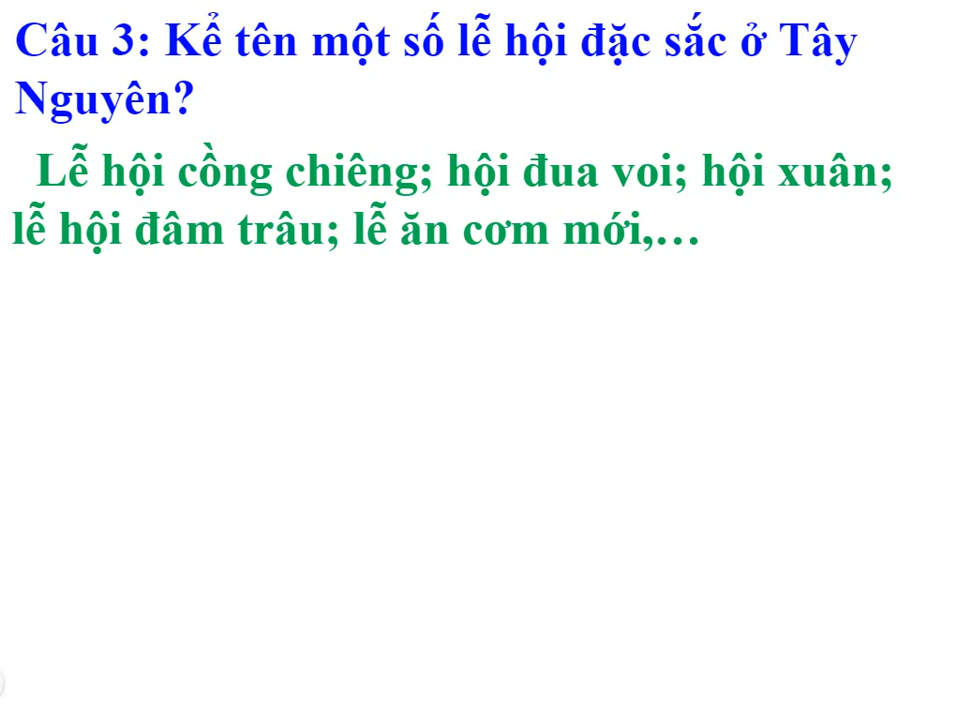 Câu 3: Kể tên một số lễ hội đặc sắc ở Tây
Nguyên?
Lễ hội cồng chiêng; hội đua voi; hội xuân;
lễ hội đâm trâu; lễ ăn cơm mới,…